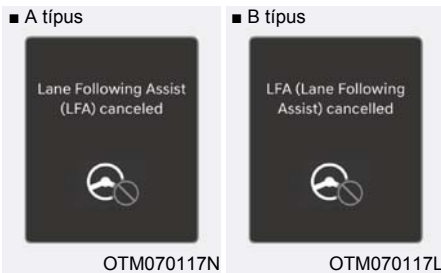 ■ A típus
Lane Following Assist
(LFA) canceled
OTM070117N
■ B típus
LFA (Lane Following
Assist) cancelled
OTM070117L